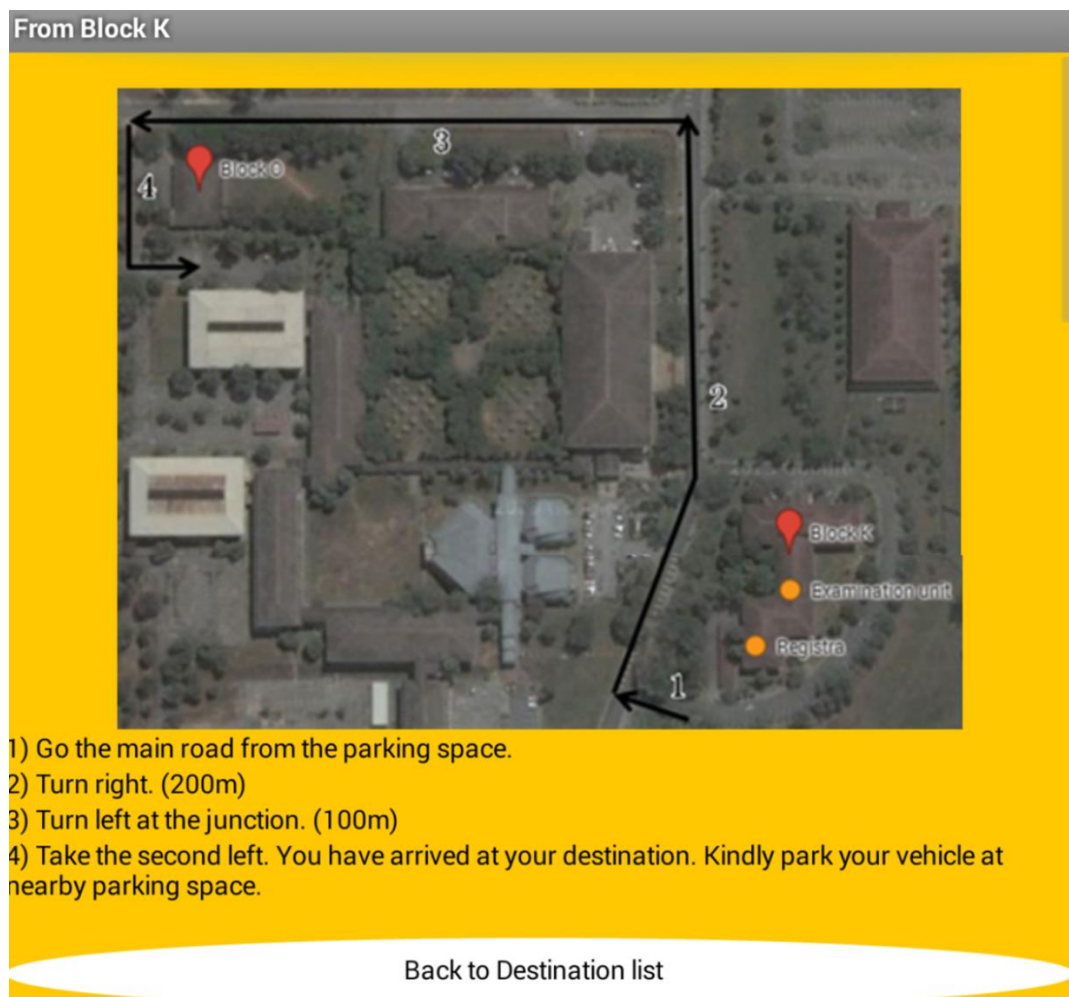 From Block K
3
4
Block O
2
Block K
Examination unit
Registra
1
1) Go the main road from the parking space.
2) Turn right. (200m)
3) Turn left at the junction. (100m)
4) Take the second left. You have arrived at your destination. Kindly park your vehicle at
nearby parking space.
Back to Destination list